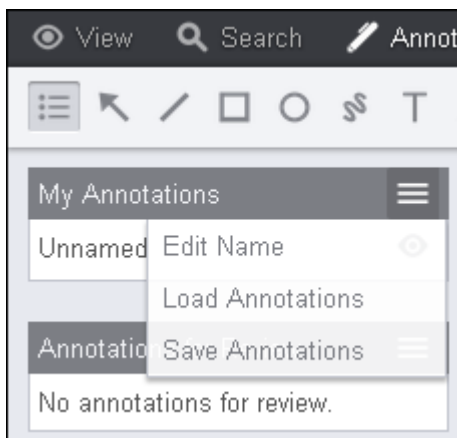 View Search Annot
T
My Annotations
Unnamed
Edit Name
Load Annotations
Annotatio
Save Annotations
No annotations for review.